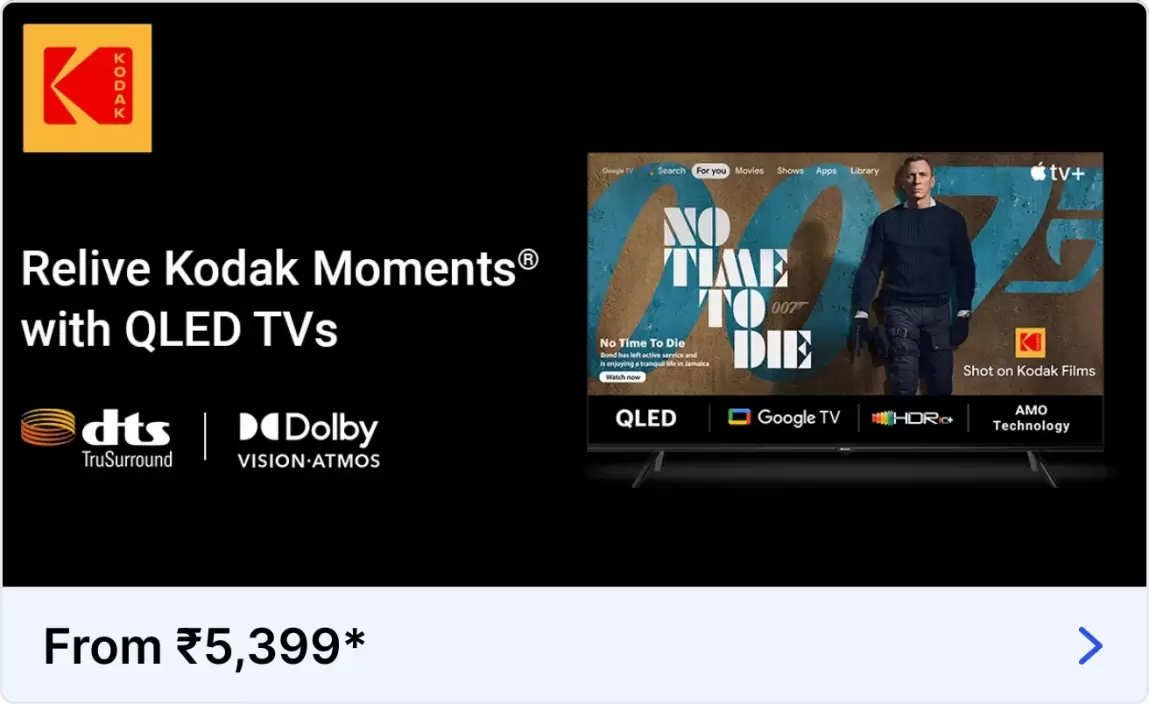 KODAK
Relive Kodak Moments®
with QLED TVs
dts
TruSurround
Dolby
VISION·ATMOS
Google TV
Search
For you
Movies
Shows
Apps
Library
tv+
007
NO
TIME
TO
007
DIE
No Time To Die
Bond has left active service and
is enjoying a tranquil life in Jamaica
Watch now
Shot on Kodak Films
QLED
Google TV
HDR10+
AMO
Technology
From ₹5,399*